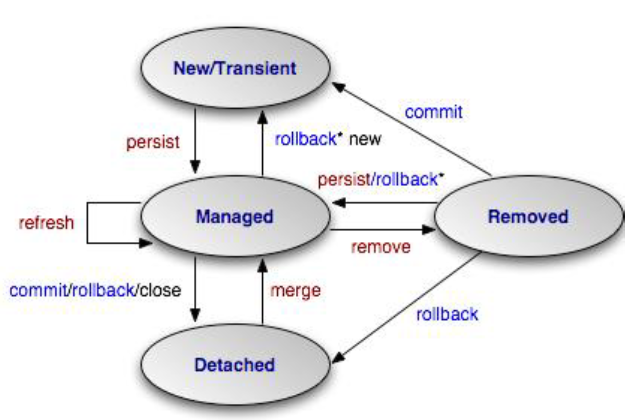 New/Transient
commit
persist
rollback* new
persist/rollback*
refresh
Managed
Removed
remove
commit/rollback/close
merge
rollback
Detached